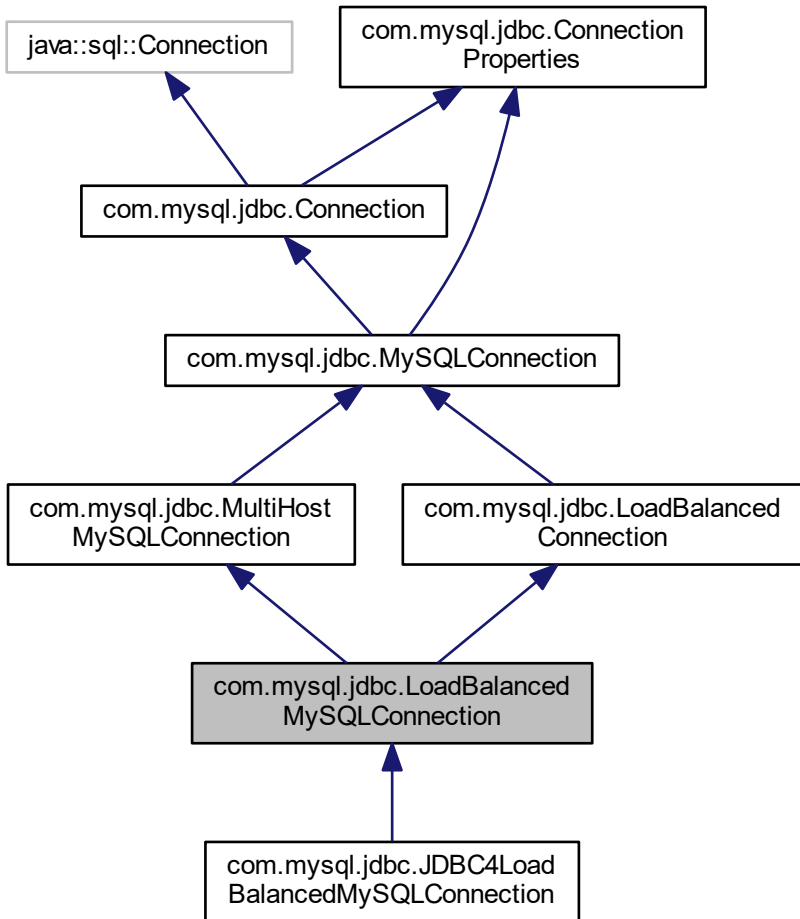 java::sql::Connection
com.mysql.jdbc.Connection
Properties
com.mysql.jdbc.Connection
com.mysql.jdbc.MySQLConnection
com.mysql.jdbc.MultiHost
MySQLConnection
com.mysql.jdbc.LoadBalanced
Connection
com.mysql.jdbc.LoadBalanced
MySQLConnection
com.mysql.jdbc.JDBC4Load
BalancedMySQLConnection